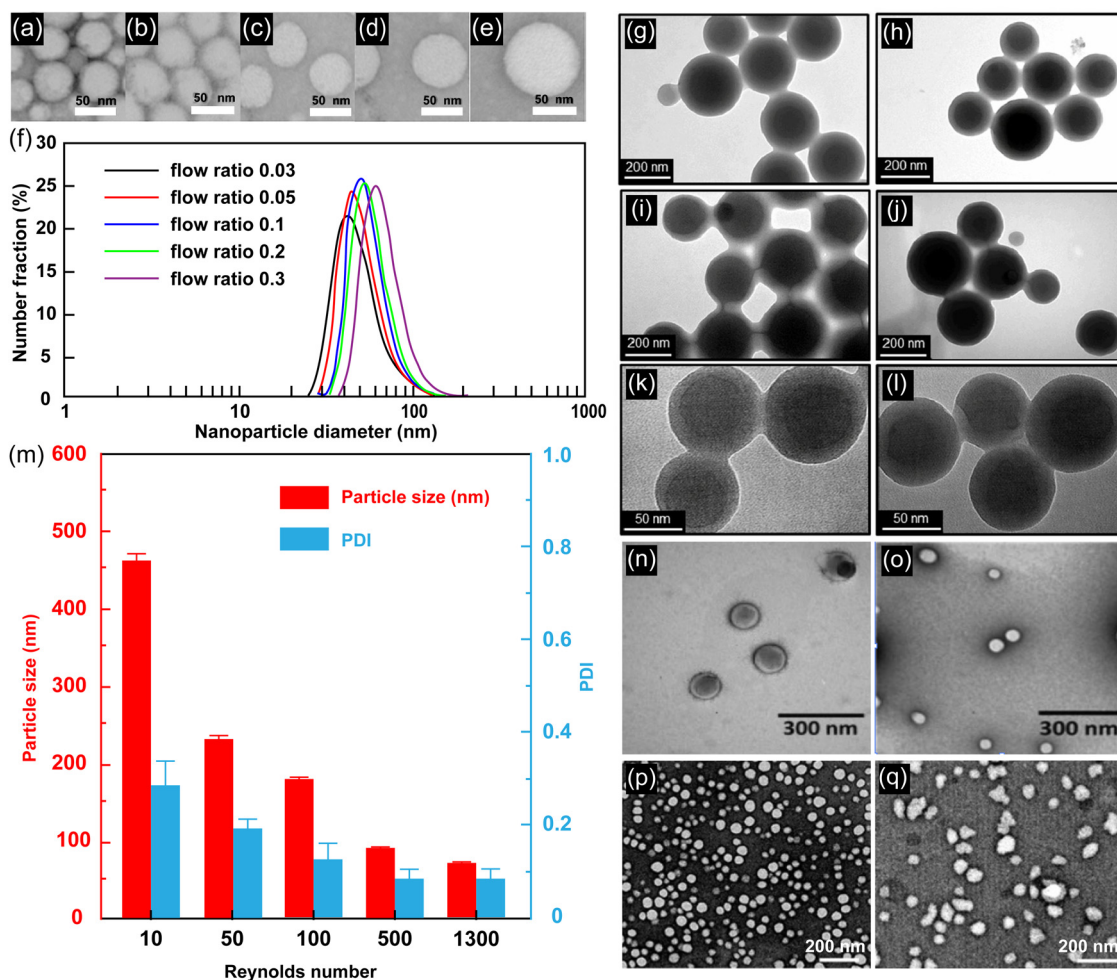 (a)
(b)
(c)
(d)
(e)
50 nm
50 nm
50 nm
50 nm
50 nm
(f)
30
25
20
15
10
5
0
Number fraction (%)
flow ratio 0.03
flow ratio 0.05
flow ratio 0.1
flow ratio 0.2
flow ratio 0.3
1
10
100
1000
Nanoparticle diameter (nm)
(g)
200 nm
(h)
200 nm
(i)
200 nm
(j)
200 nm
(k)
50 nm
(l)
50 nm
(m)
600
500
450
400
300
200
100
0
Particle size (nm)
Particle size (nm)
PDI
1.0
0.8
0.6
0.4
0.2
0
PDI
10
50
100
500
1300
Reynolds number
(n)
300 nm
(o)
300 nm
(p)
200 nm
(q)
200 nm